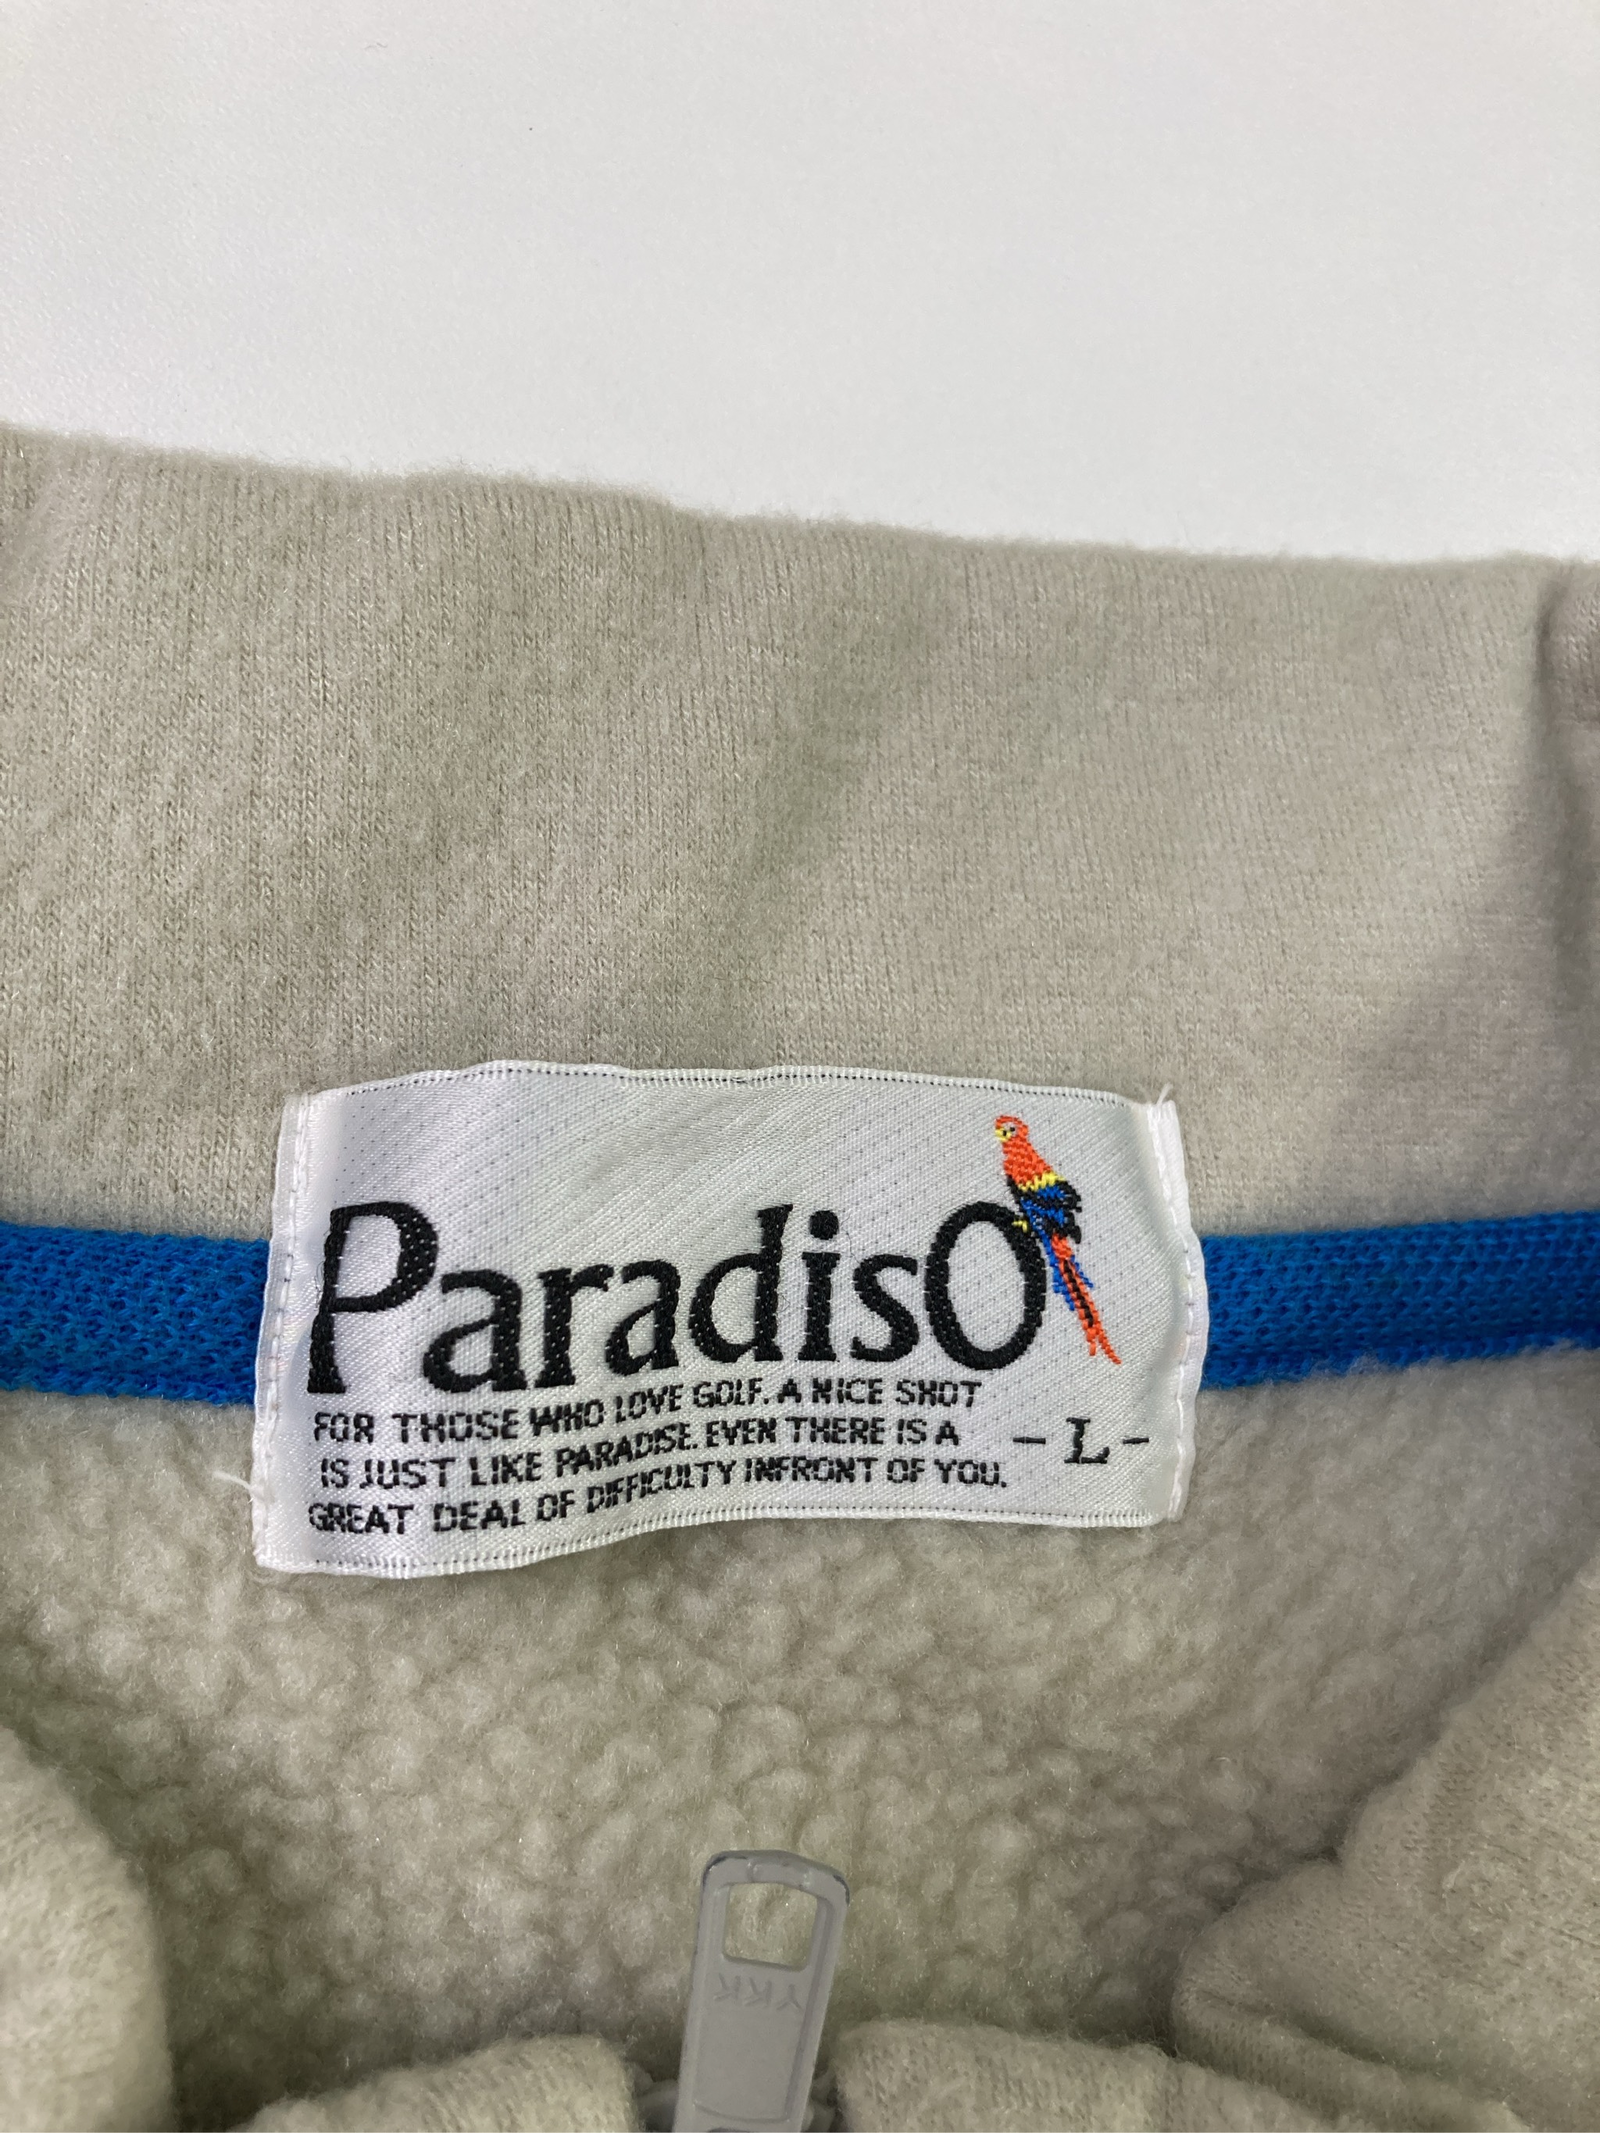 ParadisO
FOR THOSE WHO LOVE GOLF. A NICE SHOT
IS JUST LIKE PARADISE. EVEN THERE IS A
GREAT DEAL OF DIFFICULTY INFRONT OF YOU.
- L -
YKK